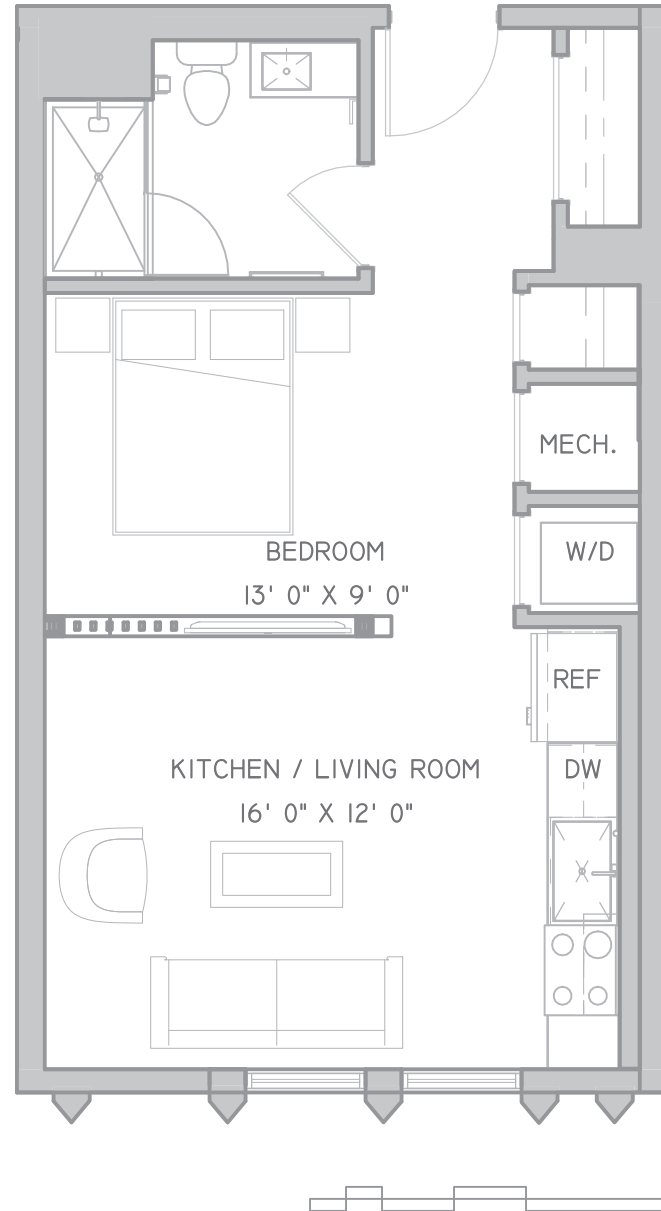 MECH.
W/D
BEDROOM
13' 0" X 9' 0"
REF
KITCHEN / LIVING ROOM
DW
16' 0" X 12' 0"